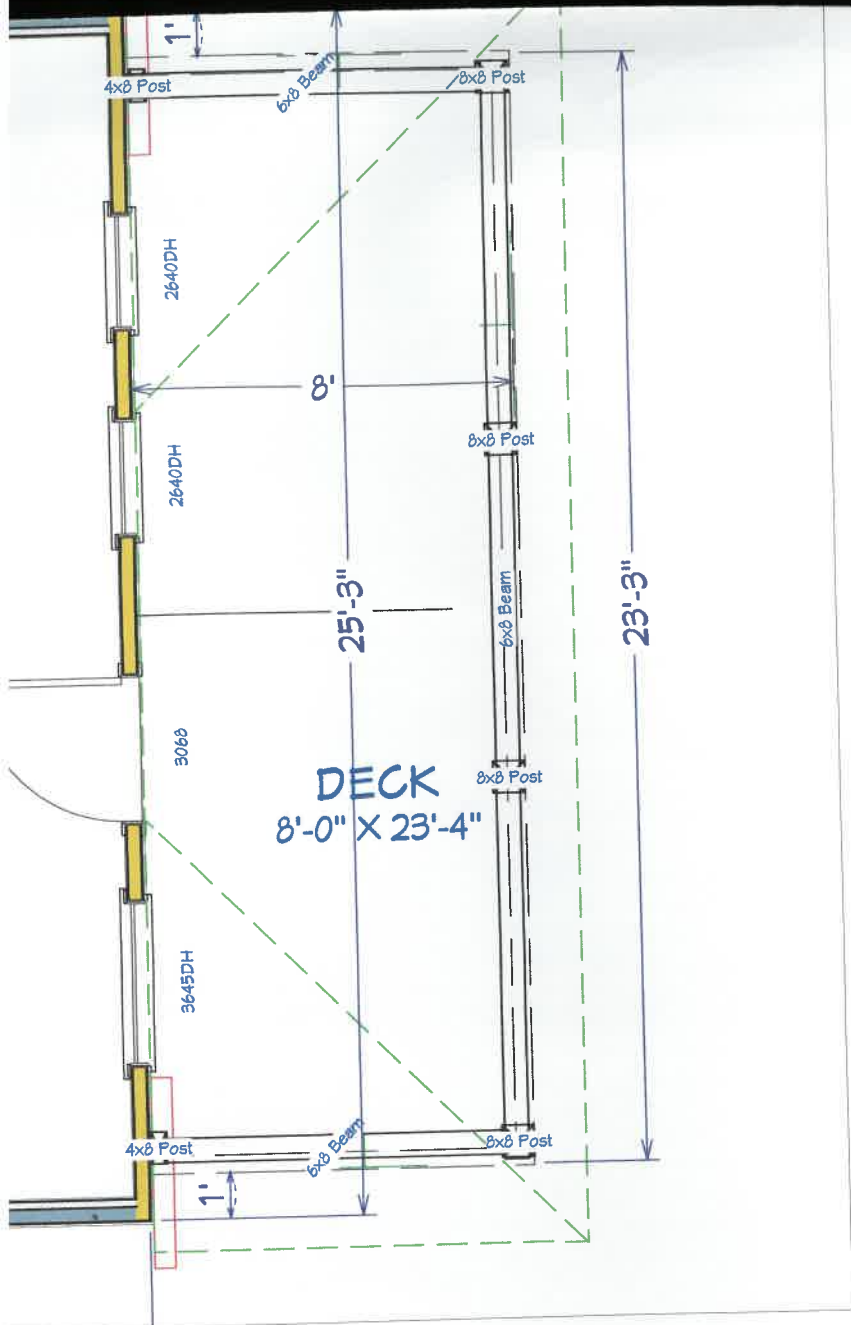 1'
4x8 Post
6x8 Beam
8x8 Post
2640DH
8'
8x8 Post
2640DH
25'-3"
6x8 Beam
23'-3"
3068
DECK
8'-0" X 23'-4"
8x8 Post
3645DH
4x8 Post
6x8 Beam
8x8 Post
1'